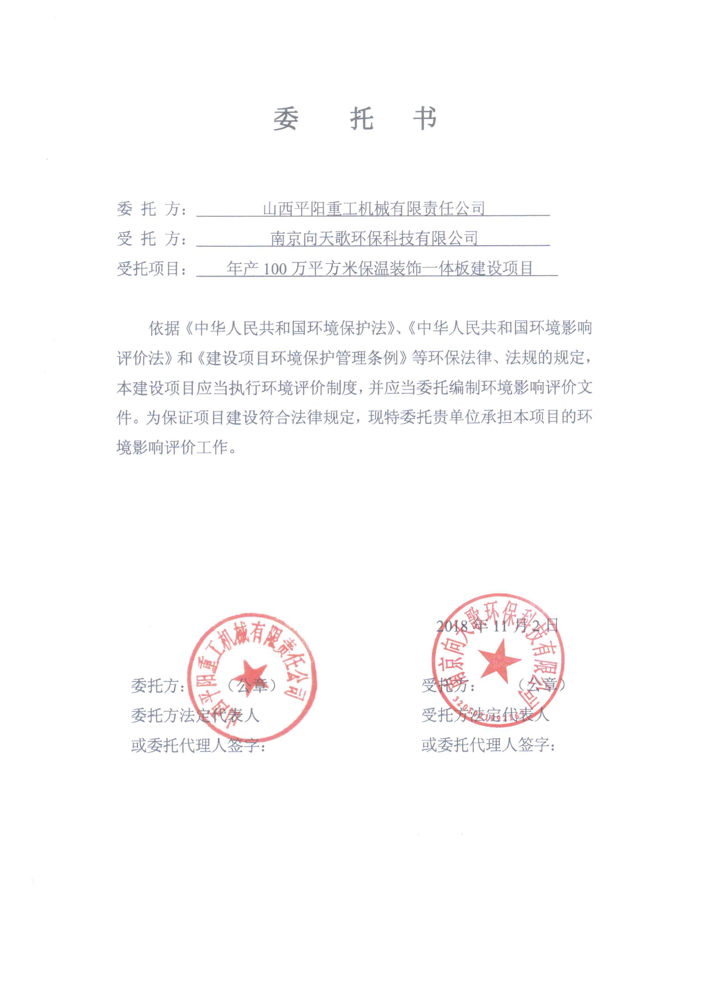 委 托 书
委 托 方： 山西平阳重工机械有限责任公司
受 托 方： 南京向天歌环保科技有限公司
受托项目： 年产 100 万平方米保温装饰一体板建设项目
依据《中华人民共和国环境保护法》、《中华人民共和国环境影响
评价法》和《建设项目环境保护管理条例》等环保法律、法规的规定，
本建设项目应当执行环境评价制度，并应当委托编制环境影响评价文
件。为保证项目建设符合法律规定，现特委托贵单位承担本项目的环
境影响评价工作。
2018 年 11 月 2 日
山西平阳重工机械有限责任公司
南京向天歌环保科技有限公司
委托方： （公章）
受托方： （公章）
委托方法定代表人
受托方法定代表人
或委托代理人签字：
或委托代理人签字：